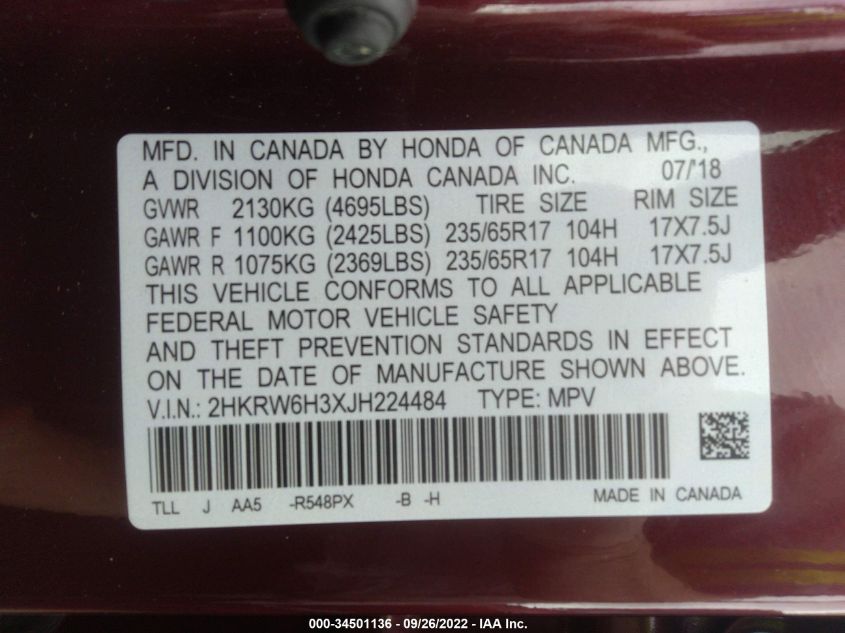 MFD. IN CANADA BY HONDA OF CANADA MFG.,
A DIVISION OF HONDA CANADA INC. 07/'18
GVWR 2130KG (4695LBS) TIRE SIZE RIM SIZE
GAWR F 1100KG (2425LBS) 235/65R17 104H 17X7.5J
GAWR R 1075KG (2369LBS) 235/65R17 104H 17X7.5J
THIS VEHICLE CONFORMS TO ALL APPLICABLE
FEDERAL MOTOR VEHICLE SAFETY
AND THEFT PREVENTION STANDARDS IN EFFECT
ON THE DATE OF MANUFACTURE SHOWN ABOVE.
V.I.N.: 2HKRW6H3XJH224484 TYPE: MPV
TLL J AA5 -R548PX -B -H MADE IN CANADA
000-34501136 - 09/26/2022 - IAA Inc.